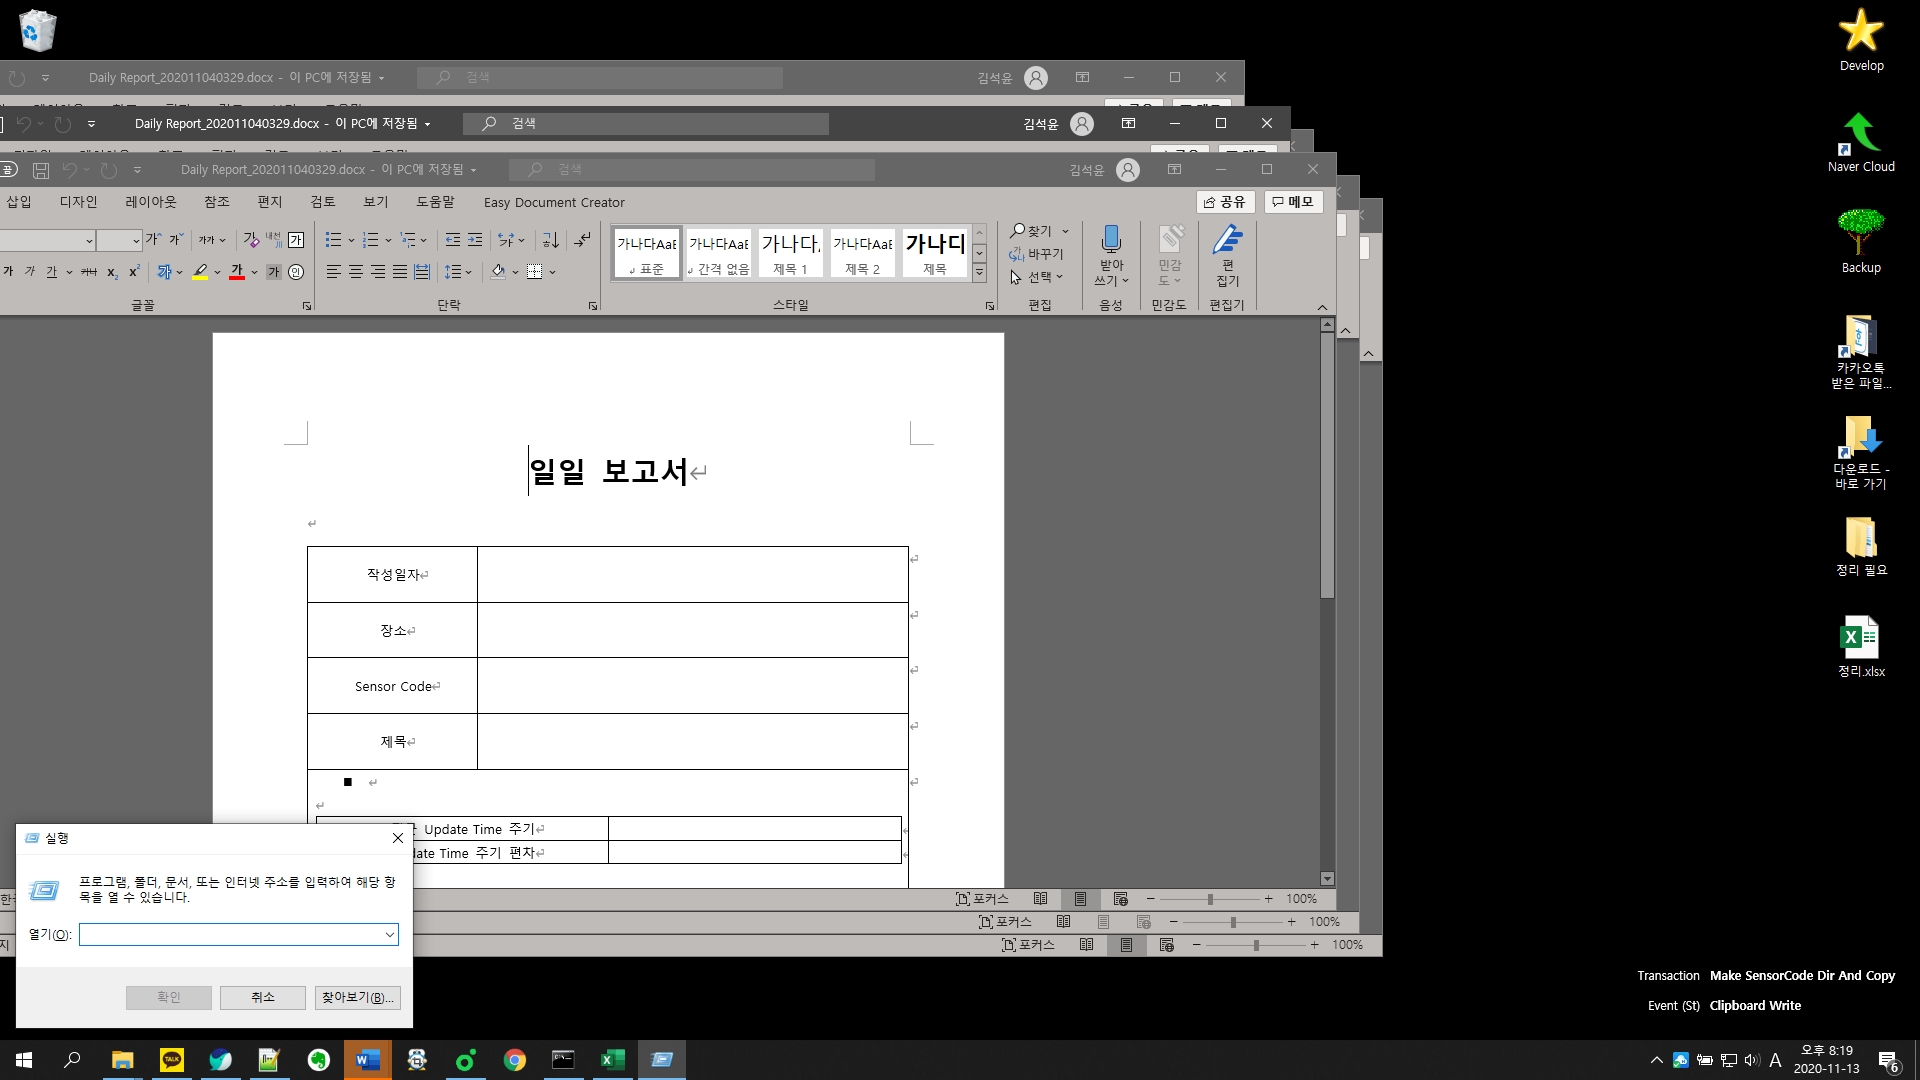 Daily Report_202011040329.docx - 이 PC에 저장됨
검색
김석윤
Daily Report_202011040329.docx - 이 PC에 저장됨
검색
김석윤
Daily Report_202011040329.docx - 이 PC에 저장됨
검색
김석윤
삽입 디자인 레이아웃 참조 편지 검토 보기 도움말 Easy Document Creator
공유 메모
가나다AaB 가나다AaB 가나다, 가나다AaB 가나디
표준 간격 없음 제목 1 제목 2 제목
찾기
바꾸기
선택
받아
쓰기
민감
도
편
집기
글꼴 단락 스타일 편집 음성 민감도 편집기
일일 보고서
작성일자
장소
Sensor Code
제목
Update Time 주기
date Time 주기 편차
포커스 100%
포커스 100%
포커스 100%
실행
프로그램, 폴더, 문서, 또는 인터넷 주소를 입력하여 해당 항
목을 열 수 있습니다.
열기(O):
확인 취소 찾아보기(B)...
Develop
Naver Cloud
Backup
카카오톡
받은 파일...
다운로드 -
바로 가기
정리 필요
정리.xlsx
Transaction Make SensorCode Dir And Copy
Event (St) Clipboard Write
TALK
A
오후 8:19
2020-11-13
6